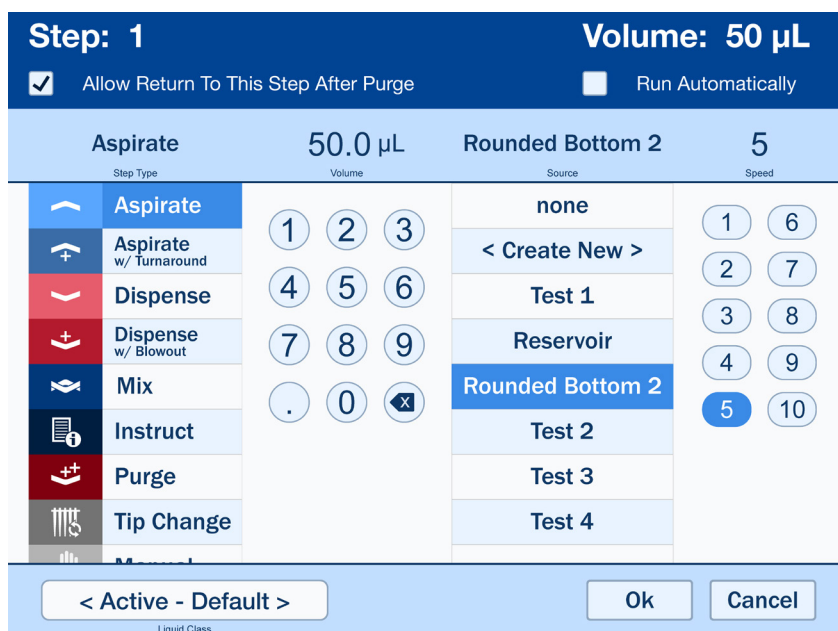 Step: 1
Volume: 50 µL
Allow Return To This Step After Purge
Run Automatically
Aspirate
50.0 µL
Rounded Bottom 2
5
Step Type
Volume
Source
Speed
Aspirate
Aspirate
w/ Turnaround
Dispense
Dispense
w/ Blowout
Mix
Instruct
Purge
Tip Change
1 2 3
4 5 6
7 8 9
. 0 x
none
< Create New >
Test 1
Reservoir
Rounded Bottom 2
Test 2
Test 3
Test 4
1 6
2 7
3 8
4 9
5 10
< Active - Default >
Liquid Class
Ok
Cancel